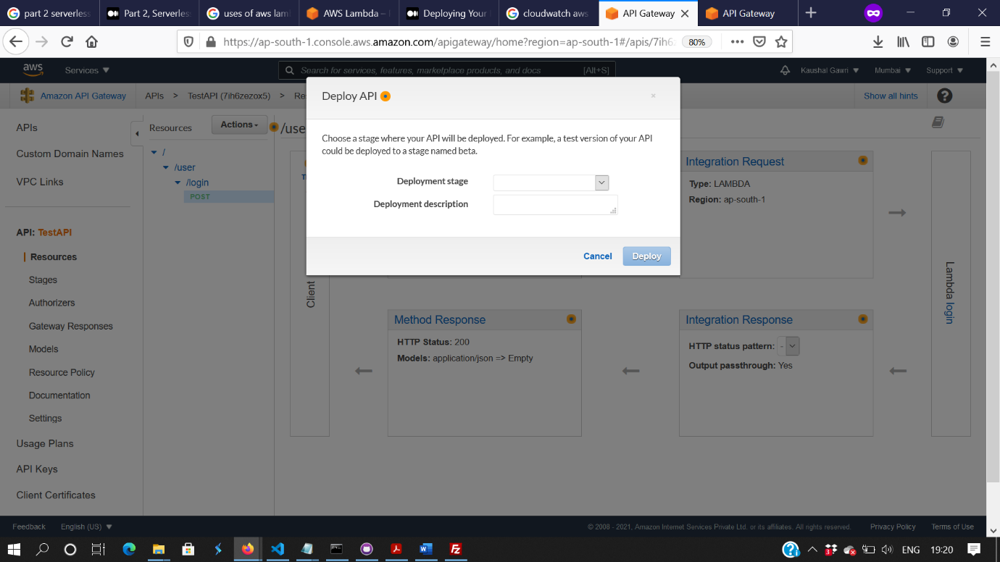 part 2 serverless
Part 2, Serverless
uses of aws lam
AWS Lambda –
Deploying Your
cloudwatch aws
API Gateway
API Gateway
https://ap-south-1.console.aws.amazon.com/apigateway/home?region=ap-south-1#/apis/7ih6z
80%
aws
Services
Search for services, features, marketplace products, and docs
[Alt+S]
Kaushal Gawri
Mumbai
Support
Amazon API Gateway
APIs > TestAPI (7ih6zezox5) > Re
Show all hints
?
APIs
Custom Domain Names
VPC Links
API: TestAPI
Resources
Stages
Authorizers
Gateway Responses
Models
Resource Policy
Documentation
Settings
Usage Plans
API Keys
Client Certificates
Resources
Actions
/
/user
/login
POST
/use
Deploy API
Choose a stage where your API will be deployed. For example, a test version of your API
could be deployed to a stage named beta.
Deployment stage
Deployment description
Cancel
Deploy
Client
Integration Request
Type: LAMBDA
Region: ap-south-1
Method Response
HTTP Status: 200
Models: application/json => Empty
Integration Response
HTTP status pattern: -
Output passthrough: Yes
Lambda login
Feedback
English (US)
© 2008 - 2021, Amazon Internet Services Private Ltd. or its affiliates. All rights reserved.
Privacy Policy
Terms of Use
3
ENG
19:20